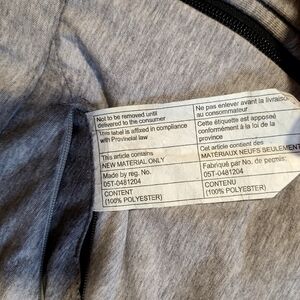 Not to be removed until
delivered to the consumer
This label is affixed in compliance
with Provincial law
This article contains
NEW MATERIAL ONLY
Made by reg. No.
05T-0481204
CONTENT
(100% POLYESTER)
Ne pas enlever avant la livraison
au consommateur
Cette étiquette est apposée
conformément à la loi de la
province
Cet article contient des
MATÉRIAUX NEUFS SEULEMENT
Fabriqué par No. de permis:
05T-0481204
CONTENU
(100% POLYESTER)